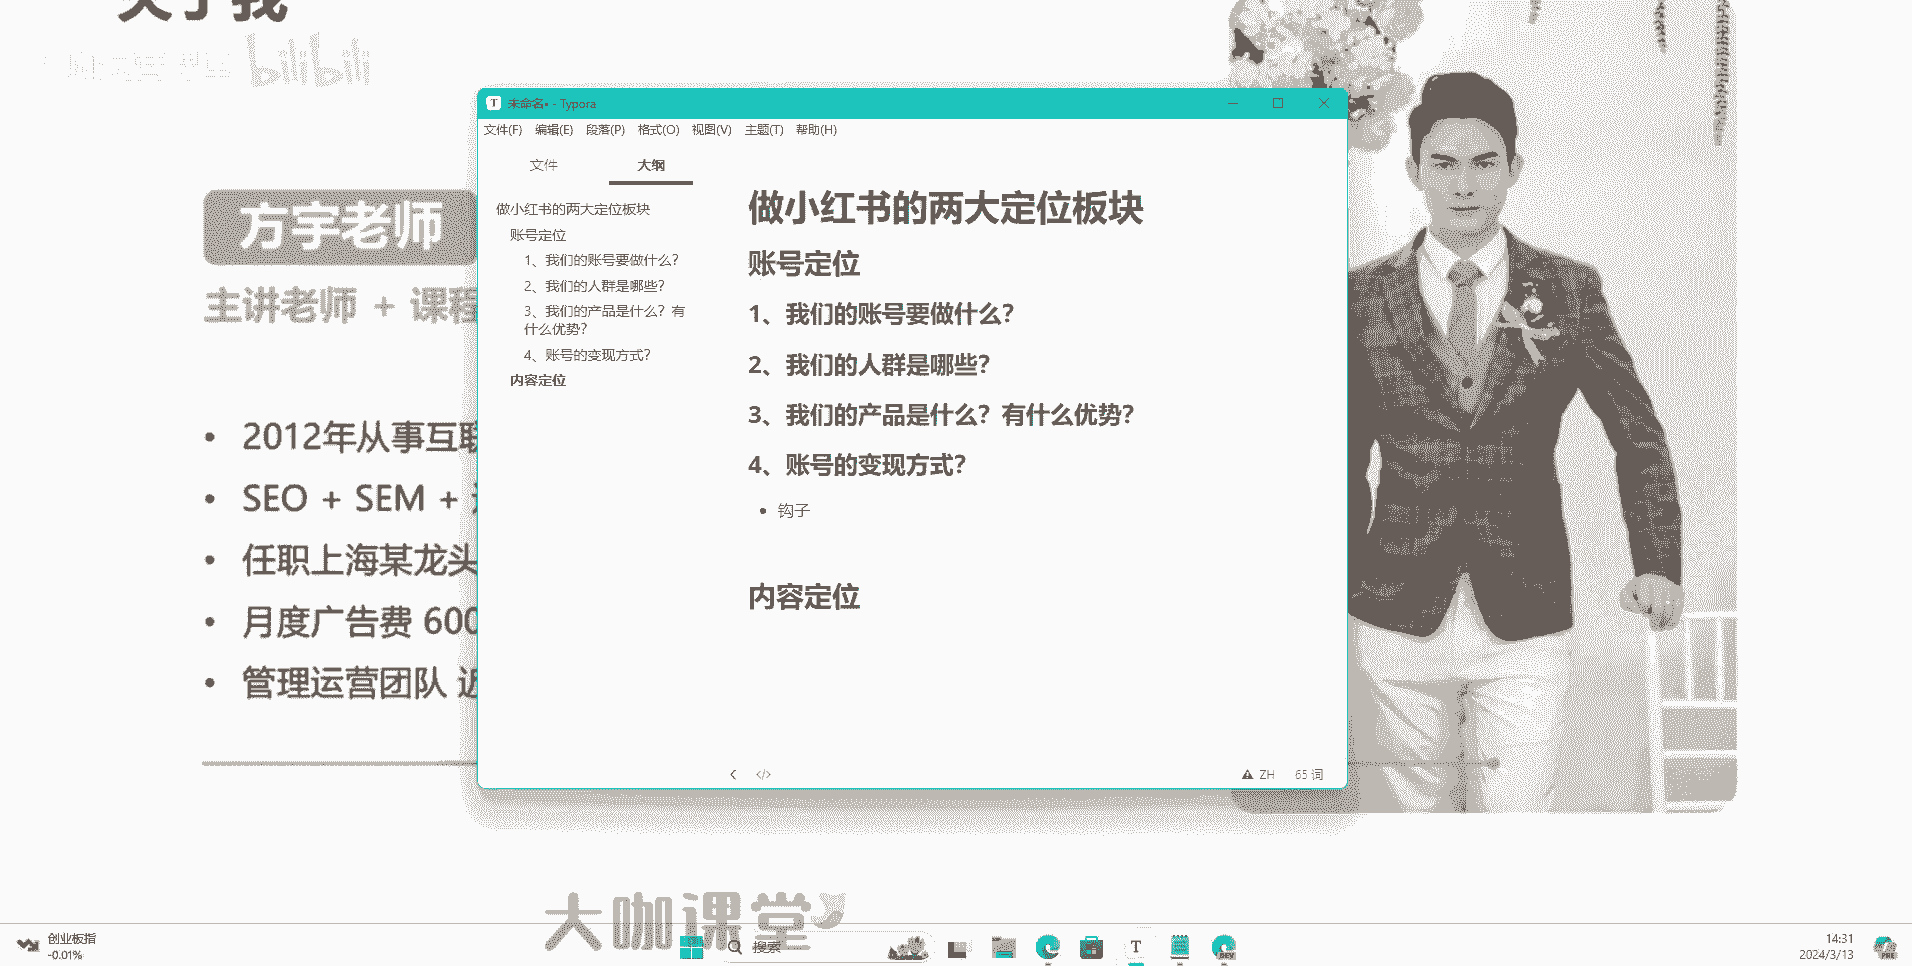 关于我
bilibili
方宇老师
主讲老师 + 课程
2012年从事互联
SEO + SEM +
任职上海某龙头
月度广告费 600
管理运营团队 近
未命名• - Typora
文件(F) 编辑(E) 段落(P) 格式(O) 视图(V) 主题(T) 帮助(H)
文件 大纲
做小红书的两大定位板块
账号定位
1、我们的账号要做什么?
2、我们的人群是哪些?
3、我们的产品是什么? 有
什么优势?
4、账号的变现方式?
内容定位
做小红书的两大定位板块
账号定位
1、我们的账号要做什么?
2、我们的人群是哪些?
3、我们的产品是什么? 有什么优势?
4、账号的变现方式?
钩子
内容定位
ZH 65 词
大咖课堂
创业板指
-0.01%
搜索
T
DEV
14:31
2024/3/13
PRE